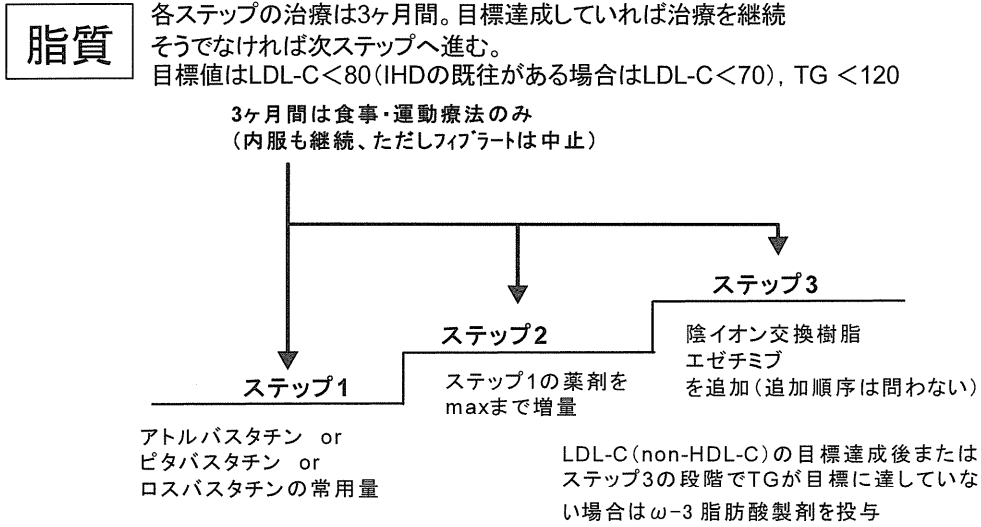 脂質
各ステップの治療は3ヶ月間。目標達成していれば治療を継続
そうでなければ次ステップへ進む。
目標値はLDL-C＜80（IHDの既往がある場合はLDL-C＜70）, TG ＜120
3ヶ月間は食事・運動療法のみ
（内服も継続、ただしﾌｨﾌﾞﾗｰﾄは中止）
ステップ3
ステップ2
ステップ1
陰イオン交換樹脂
エゼチミブ
を追加（追加順序は問わない）
ステップ1の薬剤を
maxまで増量
アトルバスタチン or
ピタバスタチン or
ロスバスタチンの常用量
LDL-C（non-HDL-C）の目標達成後または
ステップ3の段階でTGが目標に達していな
い場合はω-3 脂肪酸製剤を投与